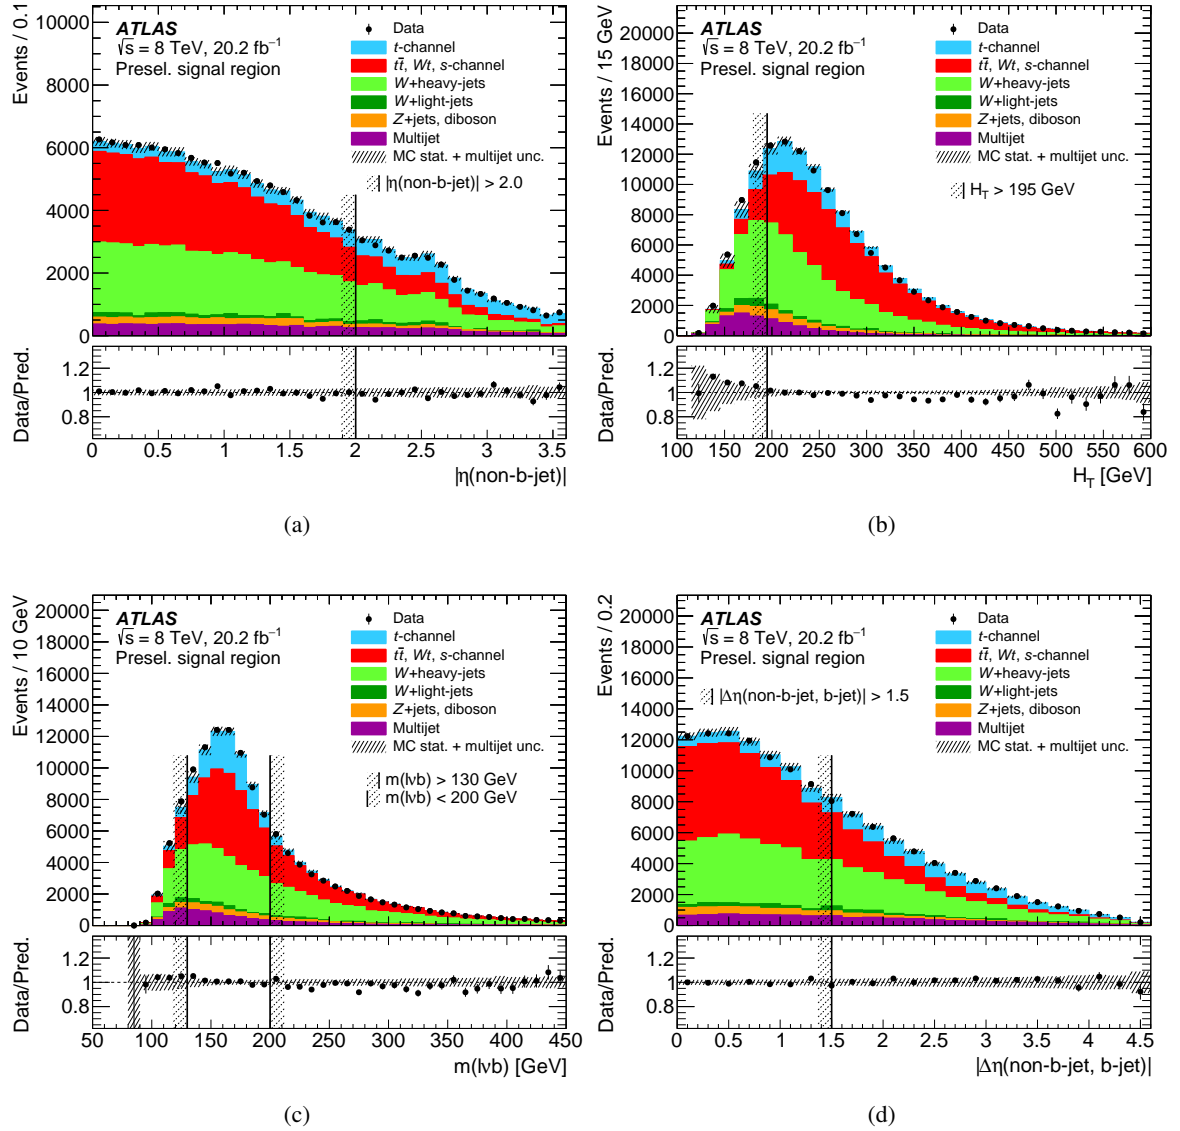 Events / 0.1
10000
8000
6000
4000
2000
0
ATLAS
√s = 8 TeV, 20.2 fb⁻¹
Presel. signal region
Data
t-channel
tt̄, Wt, s-channel
W+heavy-jets
W+light-jets
Z+jets, diboson
Multijet
MC stat. + multijet unc.
|η(non-b-jet)| > 2.0
Data/Pred.
1.2
1
0.8
0 0.5 1 1.5 2 2.5 3 3.5
|η(non-b-jet)|
(a)
Events / 15 GeV
20000
18000
16000
14000
12000
10000
8000
6000
4000
2000
0
ATLAS
√s = 8 TeV, 20.2 fb⁻¹
Presel. signal region
Data
t-channel
tt̄, Wt, s-channel
W+heavy-jets
W+light-jets
Z+jets, diboson
Multijet
MC stat. + multijet unc.
H_T > 195 GeV
Data/Pred.
1.2
1
0.8
100 150 200 250 300 350 400 450 500 550 600
H_T [GeV]
(b)
Events / 10 GeV
20000
18000
16000
14000
12000
10000
8000
6000
4000
2000
0
ATLAS
√s = 8 TeV, 20.2 fb⁻¹
Presel. signal region
Data
t-channel
tt̄, Wt, s-channel
W+heavy-jets
W+light-jets
Z+jets, diboson
Multijet
MC stat. + multijet unc.
m(lνb) > 130 GeV
m(lνb) < 200 GeV
Data/Pred.
1.2
1
0.8
50 100 150 200 250 300 350 400 450
m(lνb) [GeV]
(c)
Events / 0.2
20000
18000
16000
14000
12000
10000
8000
6000
4000
2000
0
ATLAS
√s = 8 TeV, 20.2 fb⁻¹
Presel. signal region
Data
t-channel
tt̄, Wt, s-channel
W+heavy-jets
W+light-jets
Z+jets, diboson
Multijet
MC stat. + multijet unc.
|Δη(non-b-jet, b-jet)| > 1.5
Data/Pred.
1.2
1
0.8
0 0.5 1 1.5 2 2.5 3 3.5 4 4.5
|Δη(non-b-jet, b-jet)|
(d)